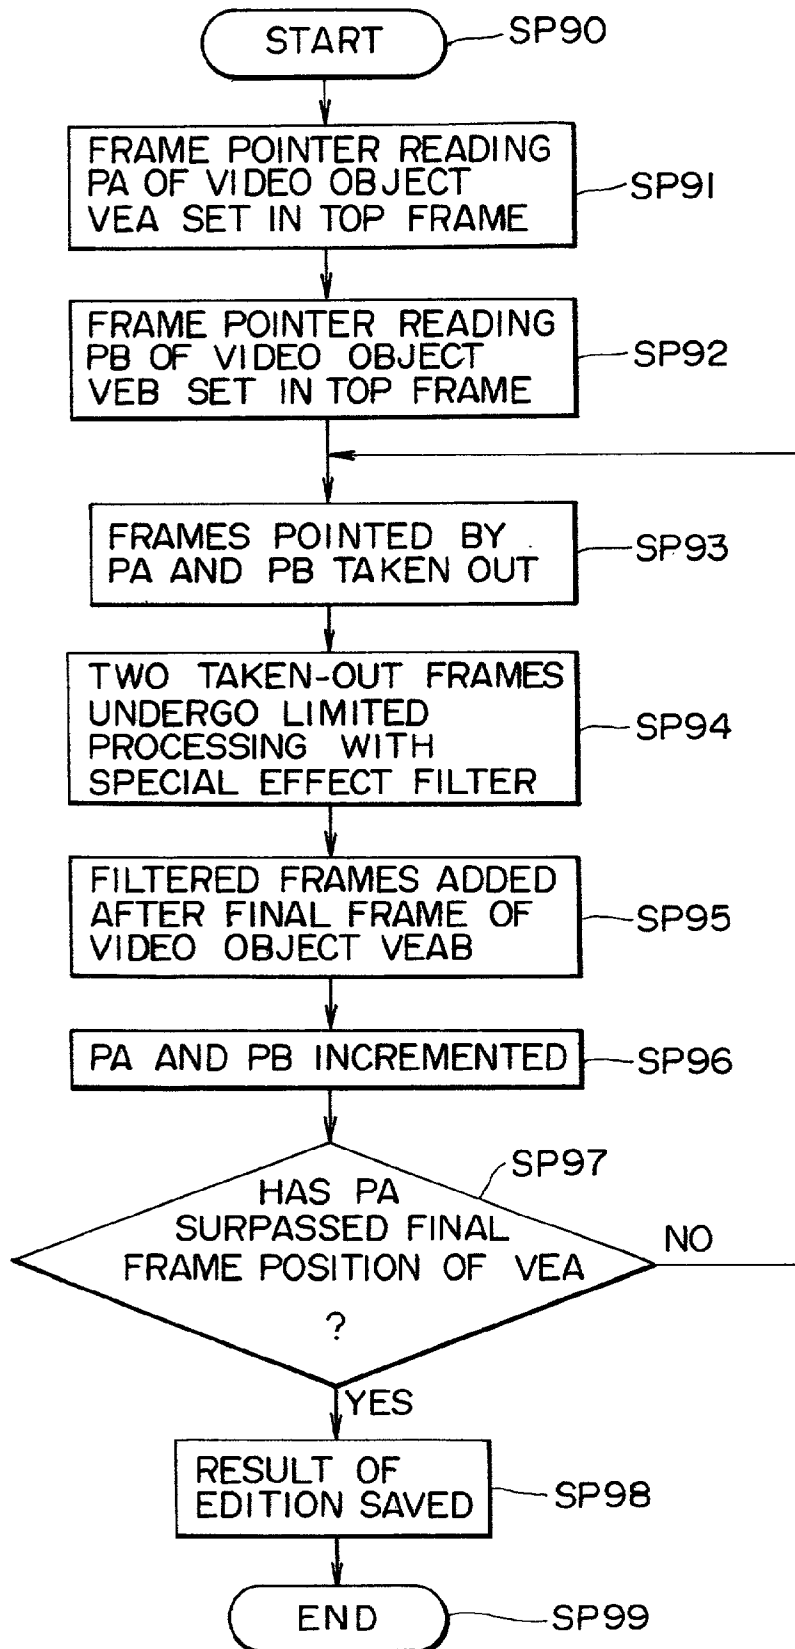 START
SP90
FRAME POINTER READING
PA OF VIDEO OBJECT
VEA SET IN TOP FRAME
SP91
FRAME POINTER READING
PB OF VIDEO OBJECT
VEB SET IN TOP FRAME
SP92
FRAMES POINTED BY
PA AND PB TAKEN OUT
SP93
TWO TAKEN-OUT FRAMES
UNDERGO LIMITED
PROCESSING WITH
SPECIAL EFFECT FILTER
SP94
FILTERED FRAMES ADDED
AFTER FINAL FRAME OF
VIDEO OBJECT VEAB
SP95
PA AND PB INCREMENTED
SP96
SP97
HAS PA
SURPASSED FINAL
FRAME POSITION OF VEA
?
NO
YES
RESULT OF
EDITION SAVED
SP98
END
SP99